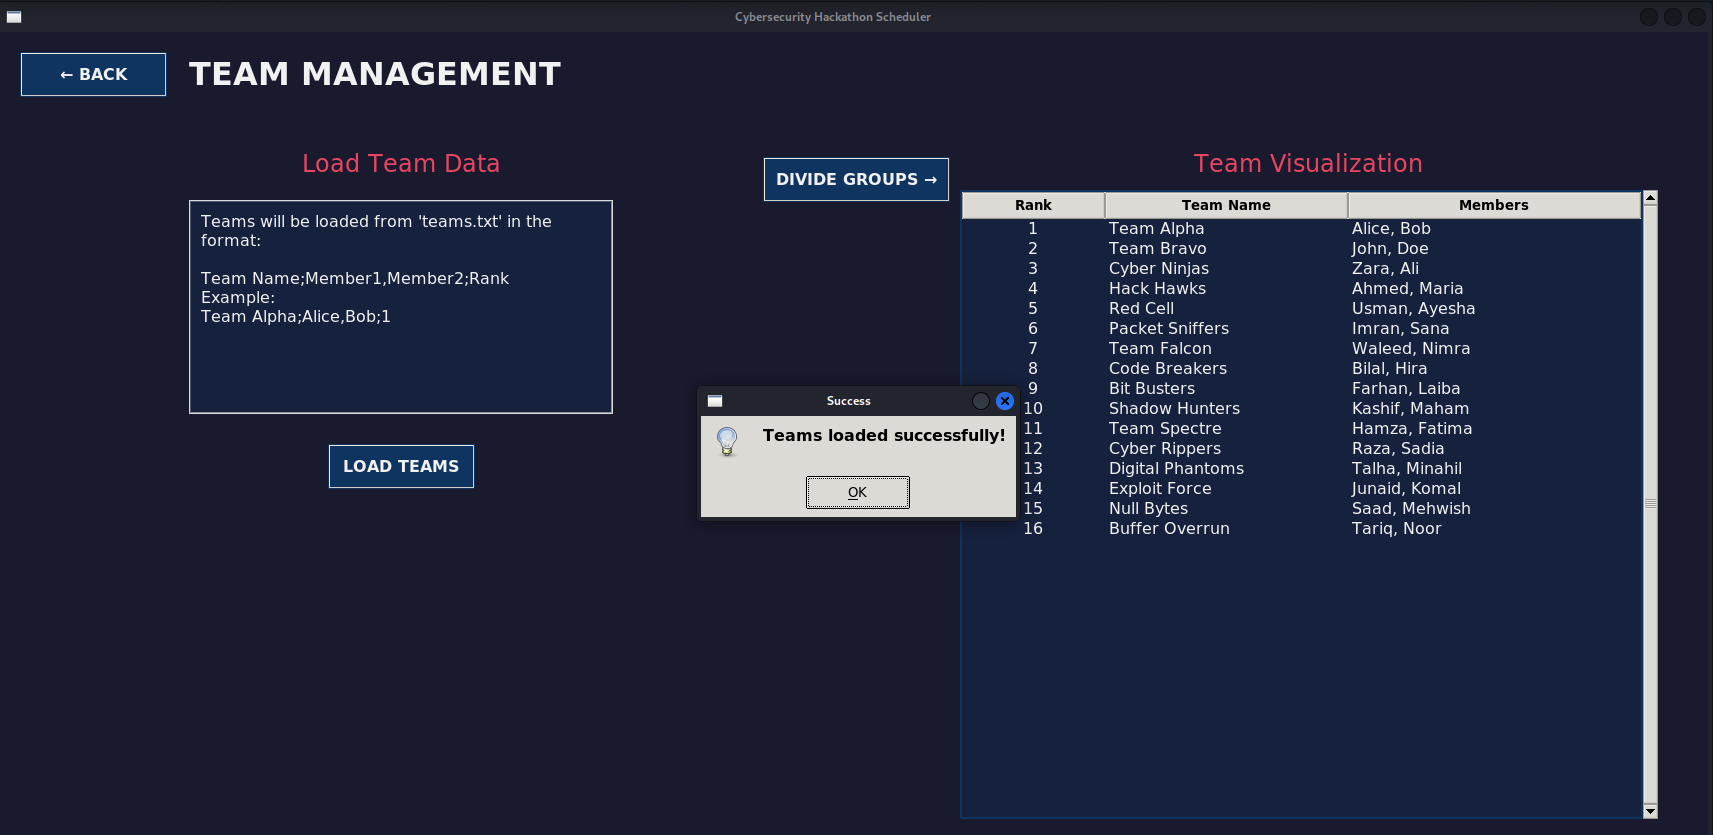 Cybersecurity Hackathon Scheduler
← BACK
TEAM MANAGEMENT
Load Team Data
Teams will be loaded from 'teams.txt' in the
format:
Team Name;Member1,Member2;Rank
Example:
Team Alpha;Alice,Bob;1
LOAD TEAMS
DIVIDE GROUPS →
Team Visualization
Rank Team Name Members
1 Team Alpha Alice, Bob
2 Team Bravo John, Doe
3 Cyber Ninjas Zara, Ali
4 Hack Hawks Ahmed, Maria
5 Red Cell Usman, Ayesha
6 Packet Sniffers Imran, Sana
7 Team Falcon Waleed, Nimra
8 Code Breakers Bilal, Hira
9 Bit Busters Farhan, Laiba
10 Shadow Hunters Kashif, Maham
11 Team Spectre Hamza, Fatima
12 Cyber Rippers Raza, Sadia
13 Digital Phantoms Talha, Minahil
14 Exploit Force Junaid, Komal
15 Null Bytes Saad, Mehwish
16 Buffer Overrun Tariq, Noor
Success
Teams loaded successfully!
OK